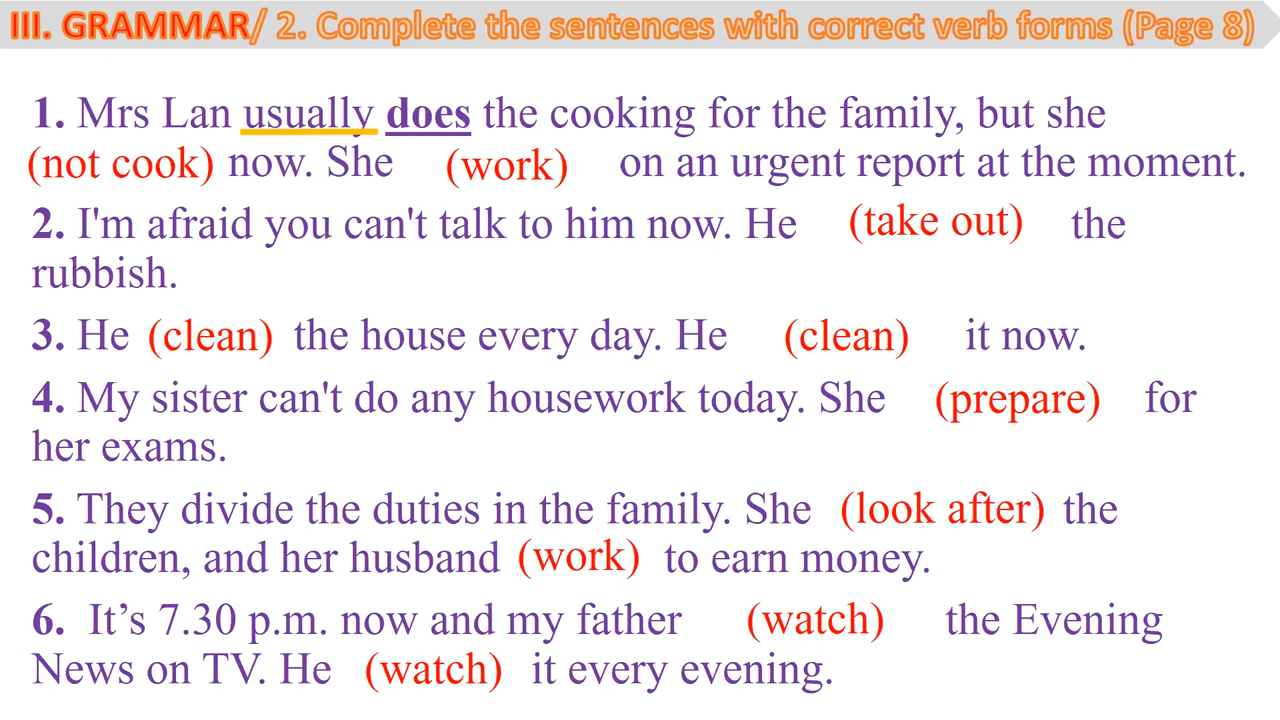 III. GRAMMAR/ 2. Complete the sentences with correct verb forms (Page 8)
1. Mrs Lan usually does the cooking for the family, but she
(not cook) now. She (work) on an urgent report at the moment.
2. I'm afraid you can't talk to him now. He (take out) the
rubbish.
3. He (clean) the house every day. He (clean) it now.
4. My sister can't do any housework today. She (prepare) for
her exams.
5. They divide the duties in the family. She (look after) the
children, and her husband (work) to earn money.
6. It’s 7.30 p.m. now and my father (watch) the Evening
News on TV. He (watch) it every evening.